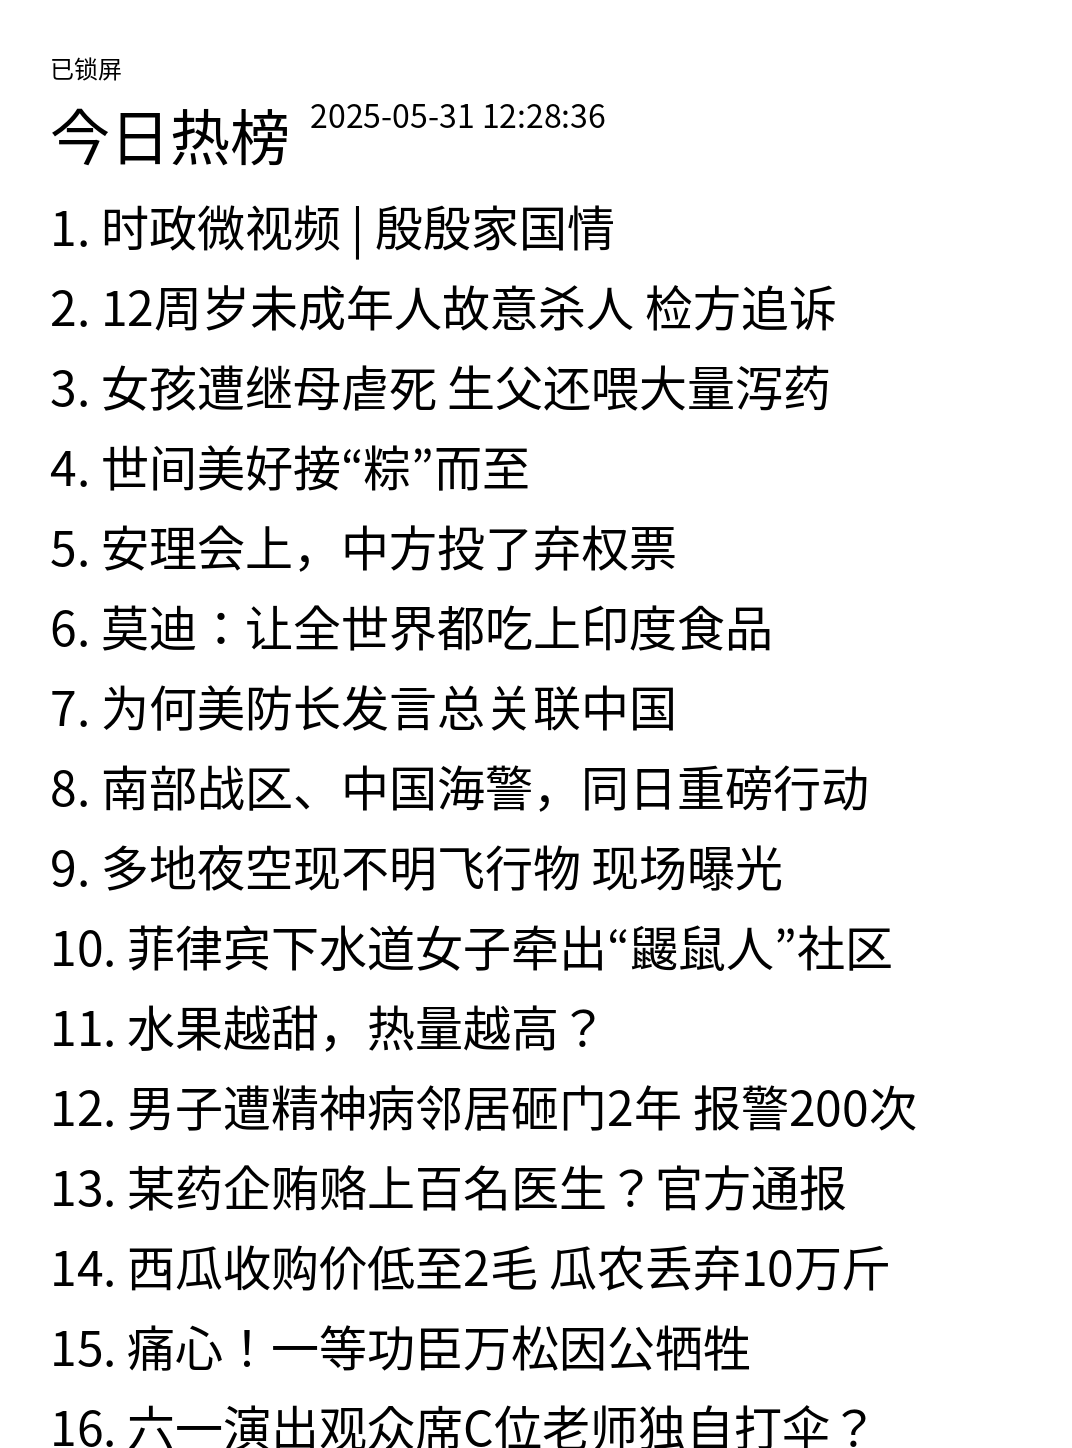 已锁屏
今日热榜 2025-05-31 12:28:36
1. 时政微视频 | 殷殷家国情
2. 12周岁未成年人故意杀人 检方追诉
3. 女孩遭继母虐死 生父还喂大量泻药
4. 世间美好接“粽”而至
5. 安理会上，中方投了弃权票
6. 莫迪：让全世界都吃上印度食品
7. 为何美防长发言总关联中国
8. 南部战区、中国海警，同日重磅行动
9. 多地夜空现不明飞行物 现场曝光
10. 菲律宾下水道女子牵出“鼹鼠人”社区
11. 水果越甜，热量越高？
12. 男子遭精神病邻居砸门2年 报警200次
13. 某药企贿赂上百名医生？官方通报
14. 西瓜收购价低至2毛 瓜农丢弃10万斤
15. 痛心！一等功臣万松因公牺牲
16. 六一演出观众席C位老师独自打伞？